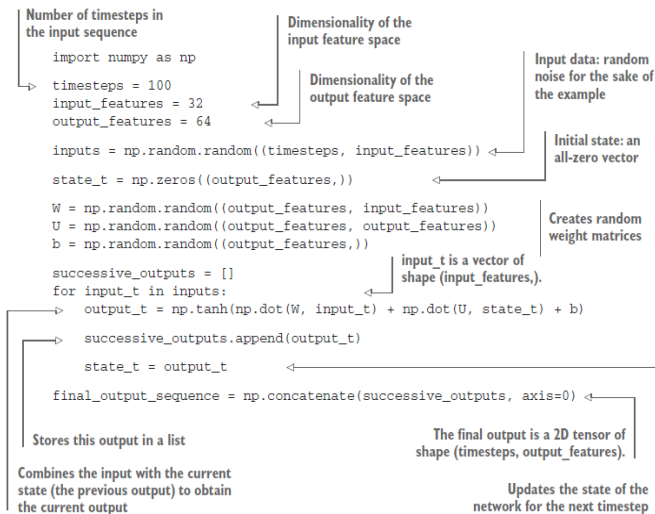 Number of timesteps in
the input sequence
Dimensionality of the
input feature space
import numpy as np
timesteps = 100
input_features = 32
output_features = 64
Dimensionality of the
output feature space
Input data: random
noise for the sake of
the example
inputs = np.random.random((timesteps, input_features))
Initial state: an
all-zero vector
state_t = np.zeros((output_features,))
W = np.random.random((output_features, input_features))
U = np.random.random((output_features, output_features))
b = np.random.random((output_features,))
Creates random
weight matrices
successive_outputs = []
input_t is a vector of
shape (input_features,).
for input_t in inputs:
output_t = np.tanh(np.dot(W, input_t) + np.dot(U, state_t) + b)
successive_outputs.append(output_t)
state_t = output_t
final_output_sequence = np.concatenate(successive_outputs, axis=0)
Stores this output in a list
The final output is a 2D tensor of
shape (timesteps, output_features).
Combines the input with the current
state (the previous output) to obtain
the current output
Updates the state of the
network for the next timestep